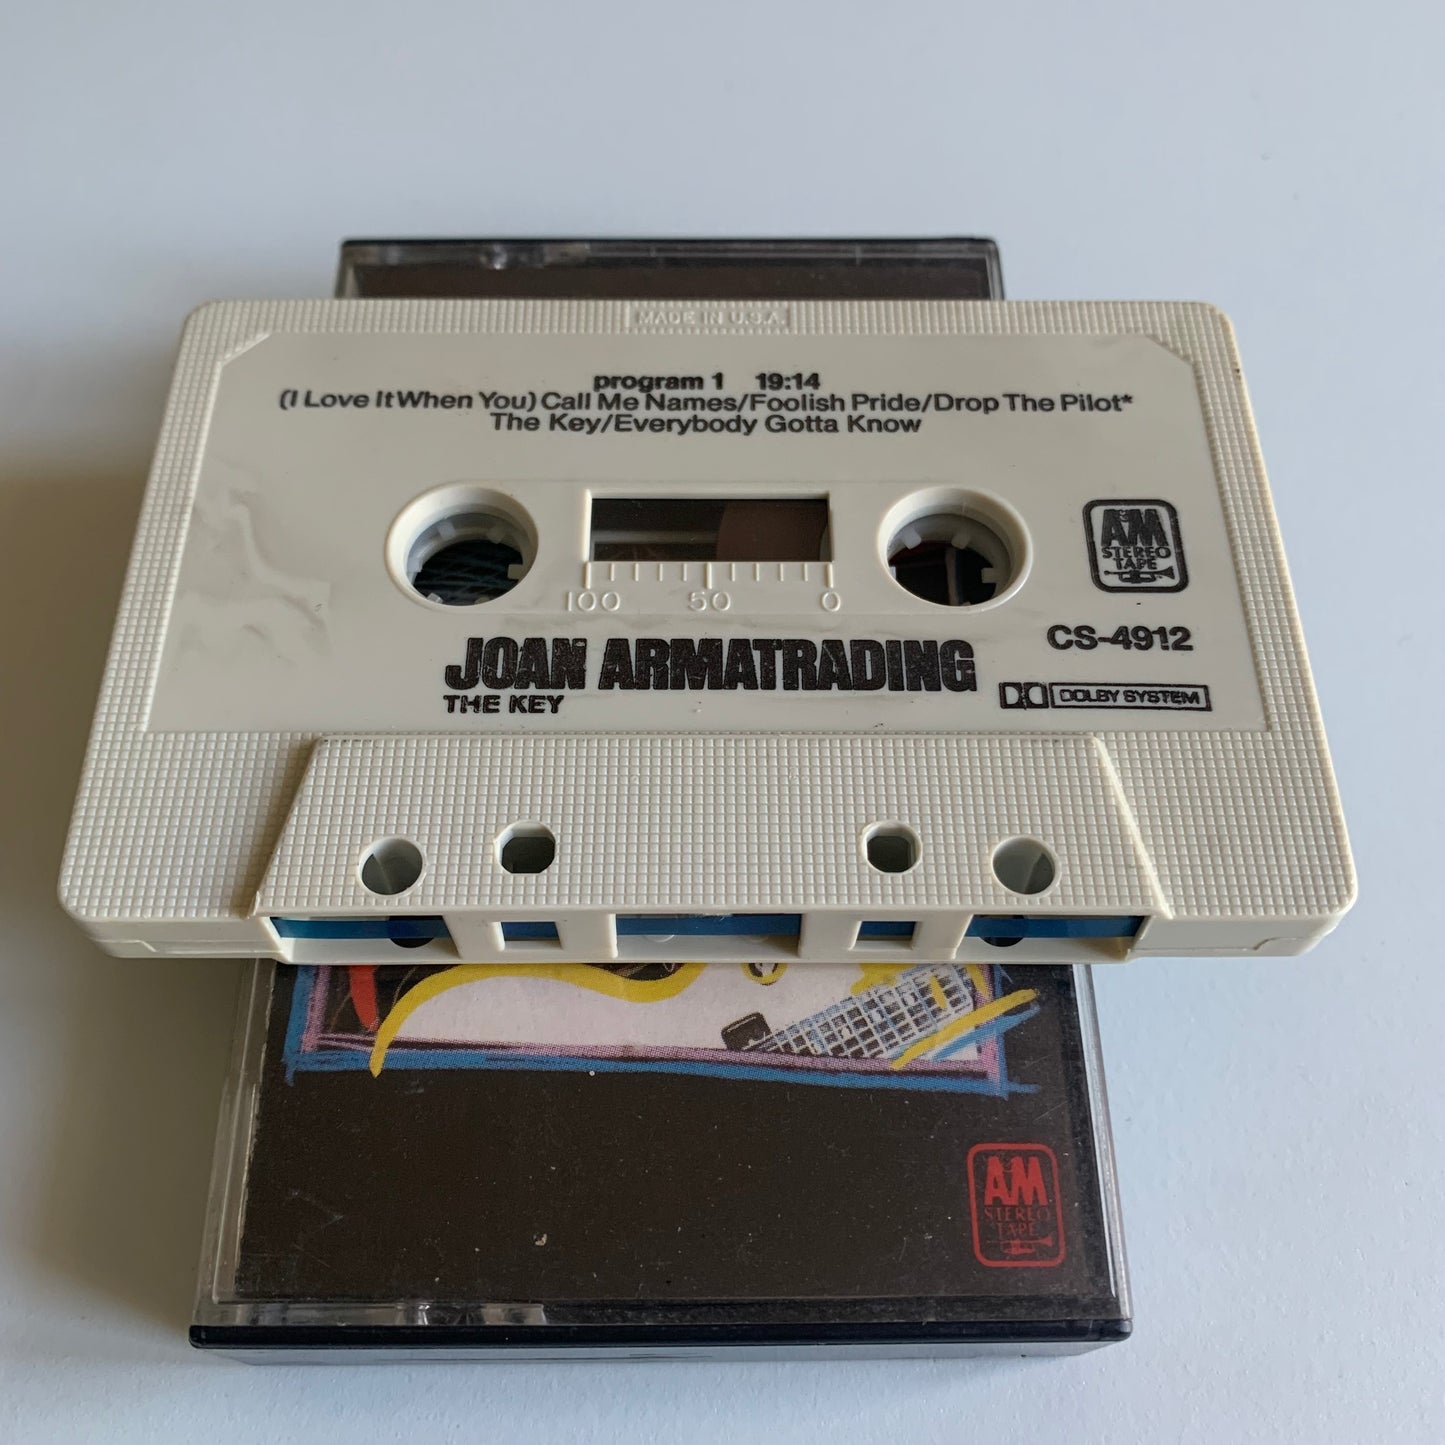 MADE IN U.S.A.
program 1 19:14
(I Love It When You) Call Me Names/Foolish Pride/Drop The Pilot*
The Key/Everybody Gotta Know
A&M
STEREO
TAPE
100 50 0
CS-4912
JOAN ARMATRADING
THE KEY
DOLBY SYSTEM
A&M
STEREO
TAPE